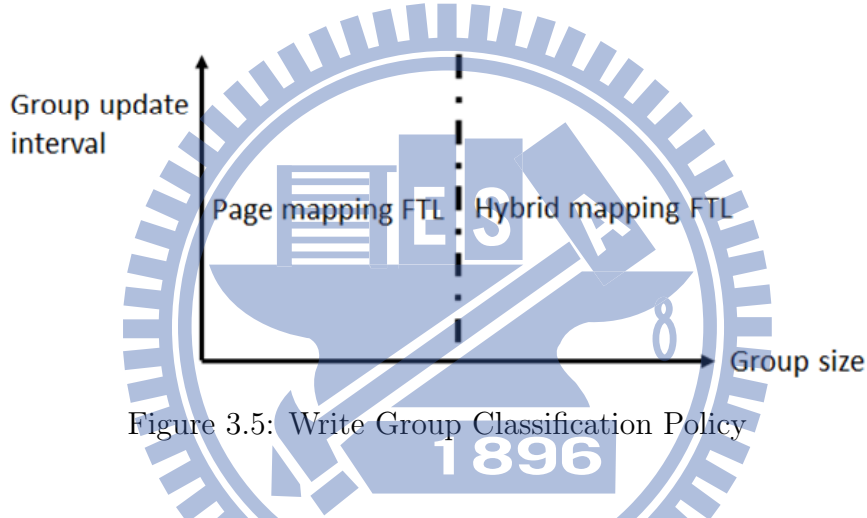 Group update
interval
Page mapping FTL Hybrid mapping FTL
Group size
Figure 3.5: Write Group Classification Policy
E S A
8
1896